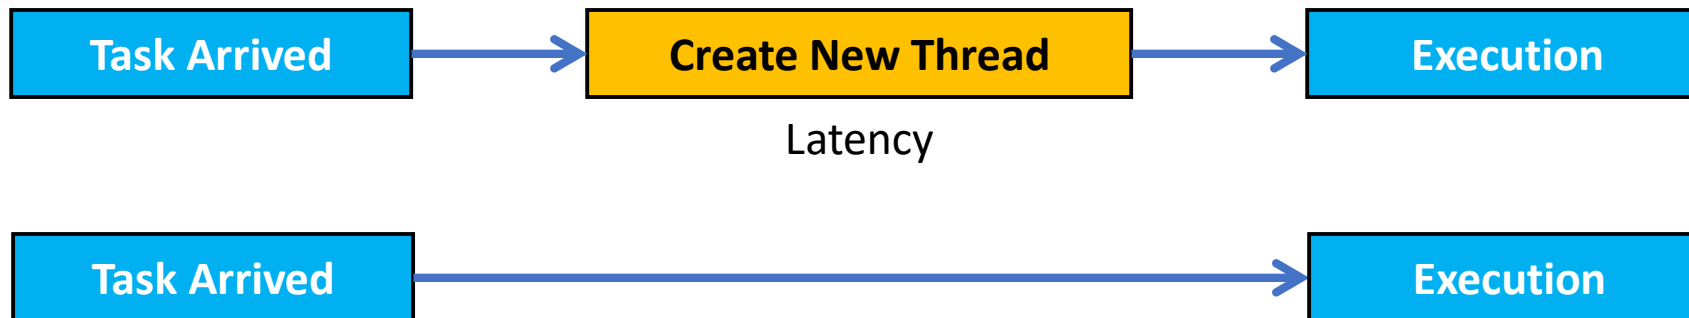 Task Arrived
Create New Thread
Execution
Latency
Task Arrived
Execution